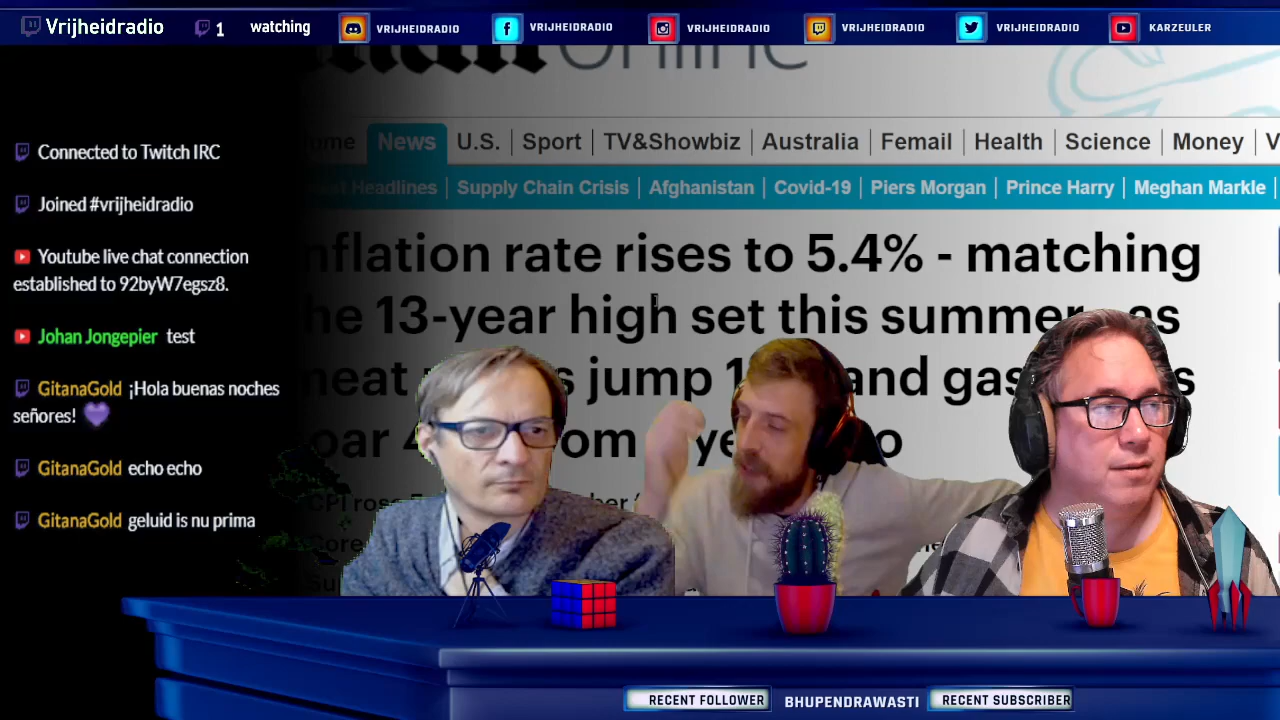 Vrijheidradio 1 watching VRIJHEIDRADIO VRIJHEIDRADIO VRIJHEIDRADIO VRIJHEIDRADIO VRIJHEIDRADIO KARZEULER
News U.S. Sport TV&Showbiz Australia Femail Health Science Money
Headlines Supply Chain Crisis Afghanistan Covid-19 Piers Morgan Prince Harry Meghan Markle
Connected to Twitch IRC
Joined #vrijheidradio
Youtube live chat connection
established to 92byW7egsz8.
Johan Jongepier test
GitanaGold ¡Hola buenas noches
señores! 💜
GitanaGold echo echo
GitanaGold geluid is nu prima
nflation rate rises to 5.4% - matching
he 13-year high set this summer as
jump and gas
CPI rose
RECENT FOLLOWER BHUPENDRAWASTI RECENT SUBSCRIBER